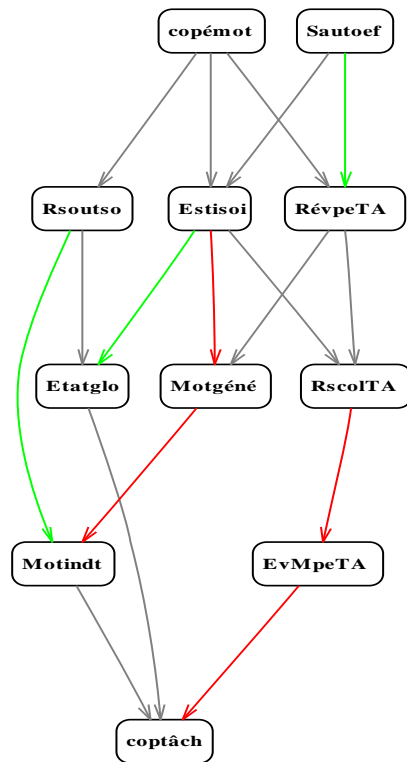 copémot
Sautoef
Rsoutso
Estisoi
RévpeTA
Etatglo
Motgéné
RscolTA
Motindt
EvMpeTA
coptâch